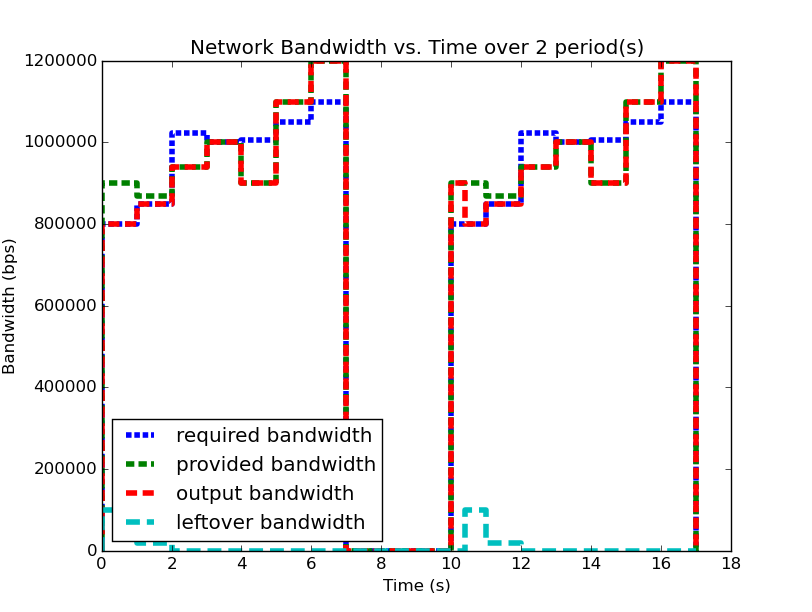 Network Bandwidth vs. Time over 2 period(s)
1200000
1000000
800000
600000
400000
200000
0
Bandwidth (bps)
required bandwidth
provided bandwidth
output bandwidth
leftover bandwidth
0 2 4 6 8 10 12 14 16 18
Time (s)